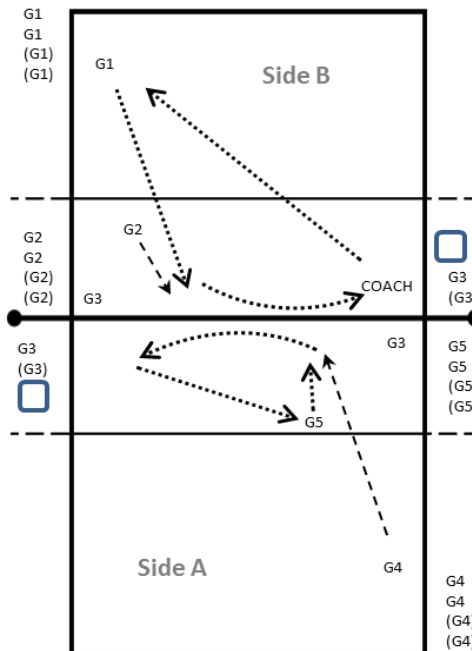 G1
G1
(G1)
(G1)
G1
Side B
G2
G2
(G2)
(G2)
G2
G3
COACH
G3
(G3
G3
(G3)
G3
G5
G5
(G5
(G5
G5
Side A
G4
G4
G4
(G4)
(G4)